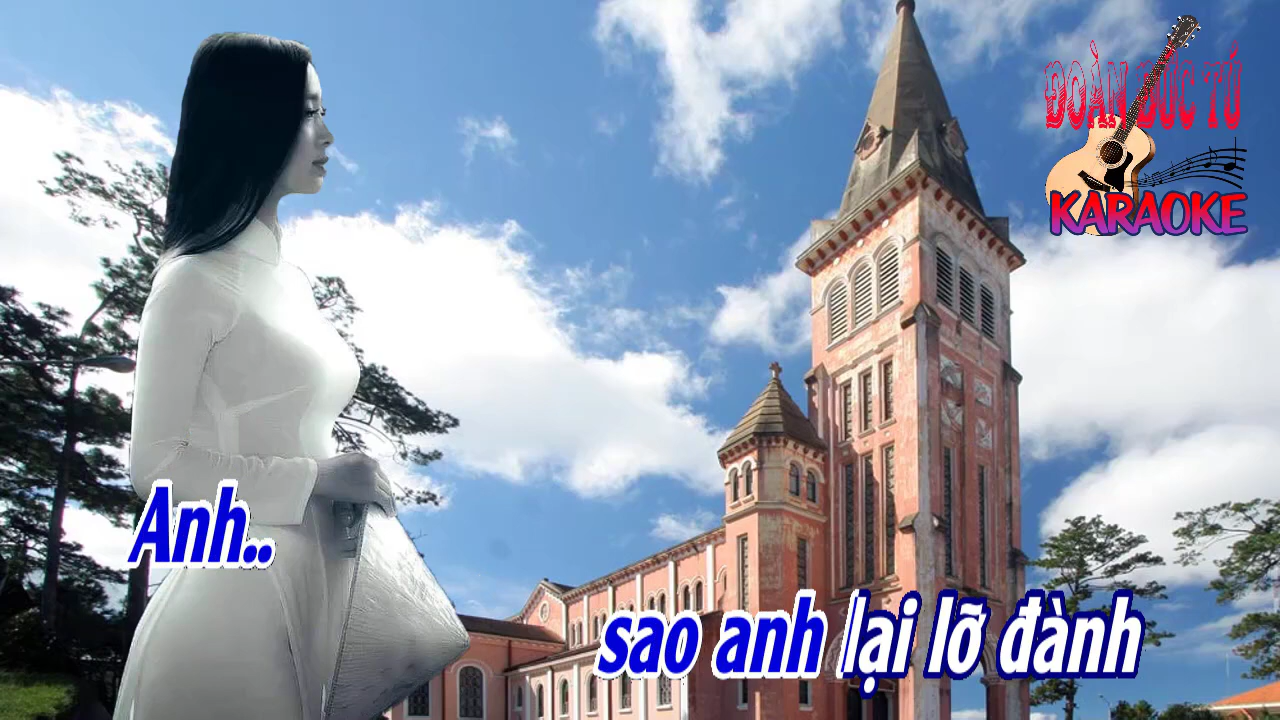 ĐOÀN ĐỨC TÚ
KARAOKE
Anh..
sao anh lại lỡ đành